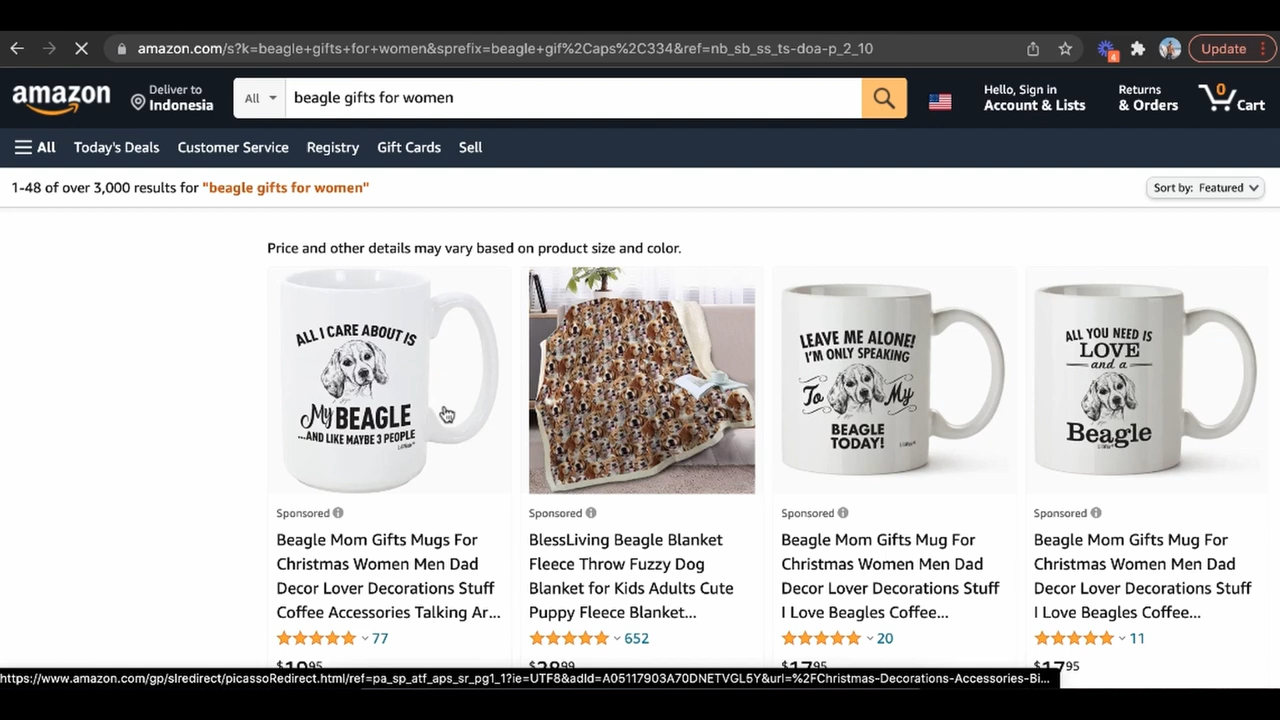 amazon.com/s?k=beagle+gifts+for+women&sprefix=beagle+gif%2Caps%2C334&ref=nb_sb_ss_ts-doa-p_2_10
4
Update
amazon
Deliver to
Indonesia
All
beagle gifts for women
Hello, Sign in
Account & Lists
Returns
& Orders
0
Cart
All
Today's Deals
Customer Service
Registry
Gift Cards
Sell
1-48 of over 3,000 results for "beagle gifts for women"
Sort by: Featured
Price and other details may vary based on product size and color.
ALL I CARE ABOUT IS
My BEAGLE
...AND LIKE MAYBE 3 PEOPLE
LEAVE ME ALONE!
I'M ONLY SPEAKING
To My
BEAGLE
TODAY!
ALL YOU NEED IS
LOVE
and a
Beagle
Sponsored
Beagle Mom Gifts Mugs For
Christmas Women Men Dad
Decor Lover Decorations Stuff
Coffee Accessories Talking Ar...
77
$19.95
Sponsored
BlessLiving Beagle Blanket
Fleece Throw Fuzzy Dog
Blanket for Kids Adults Cute
Puppy Fleece Blanket...
652
$28.99
Sponsored
Beagle Mom Gifts Mug For
Christmas Women Men Dad
Decor Lover Decorations Stuff
I Love Beagles Coffee...
20
$17.95
Sponsored
Beagle Mom Gifts Mug For
Christmas Women Men Dad
Decor Lover Decorations Stuff
I Love Beagles Coffee...
11
$17.95
https://www.amazon.com/gp/slredirect/picassoRedirect.html/ref=pa_sp_atf_aps_sr_pg1_1?ie=UTF8&adId=A05117903A70DNETVGL5Y&url=%2FChristmas-Decorations-Accessories-Bi...